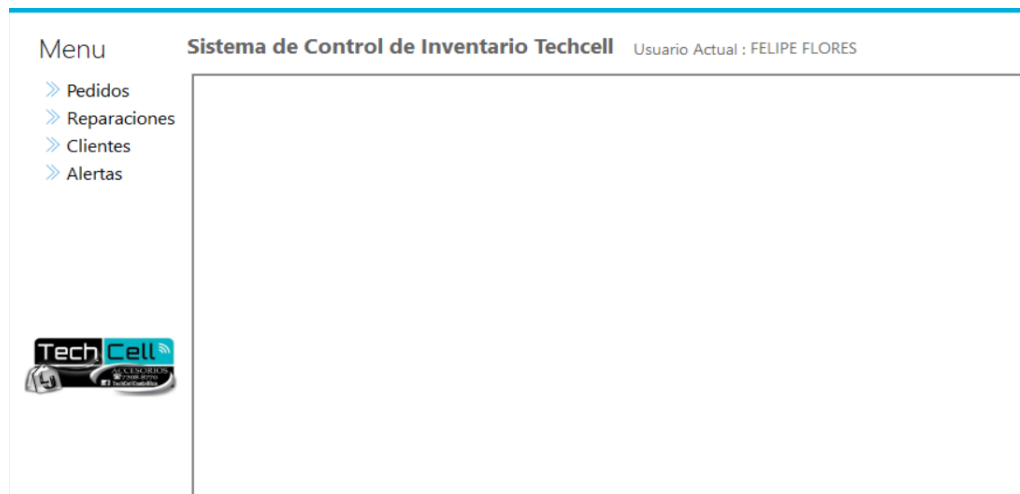 Menu
Sistema de Control de Inventario Techcell Usuario Actual : FELIPE FLORES
Pedidos
Reparaciones
Clientes
Alertas
Tech Cell
ACCESORIOS